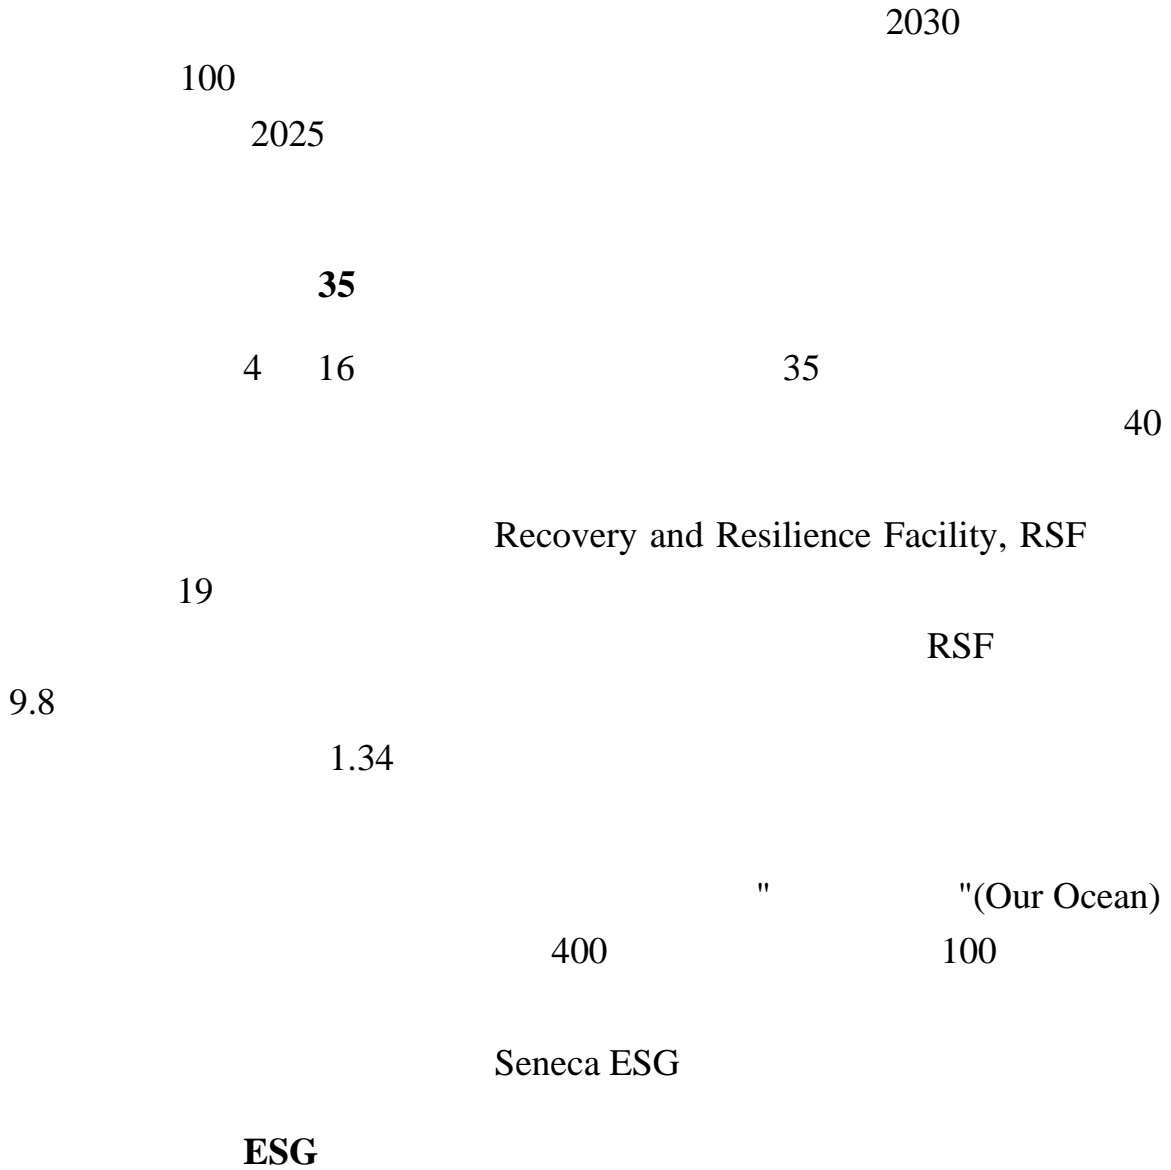 2030
100
2025
35
4 16 35
40
Recovery and Resilience Facility, RSF
19
RSF
9.8
1.34
" "(Our Ocean)
400 100
Seneca ESG
ESG